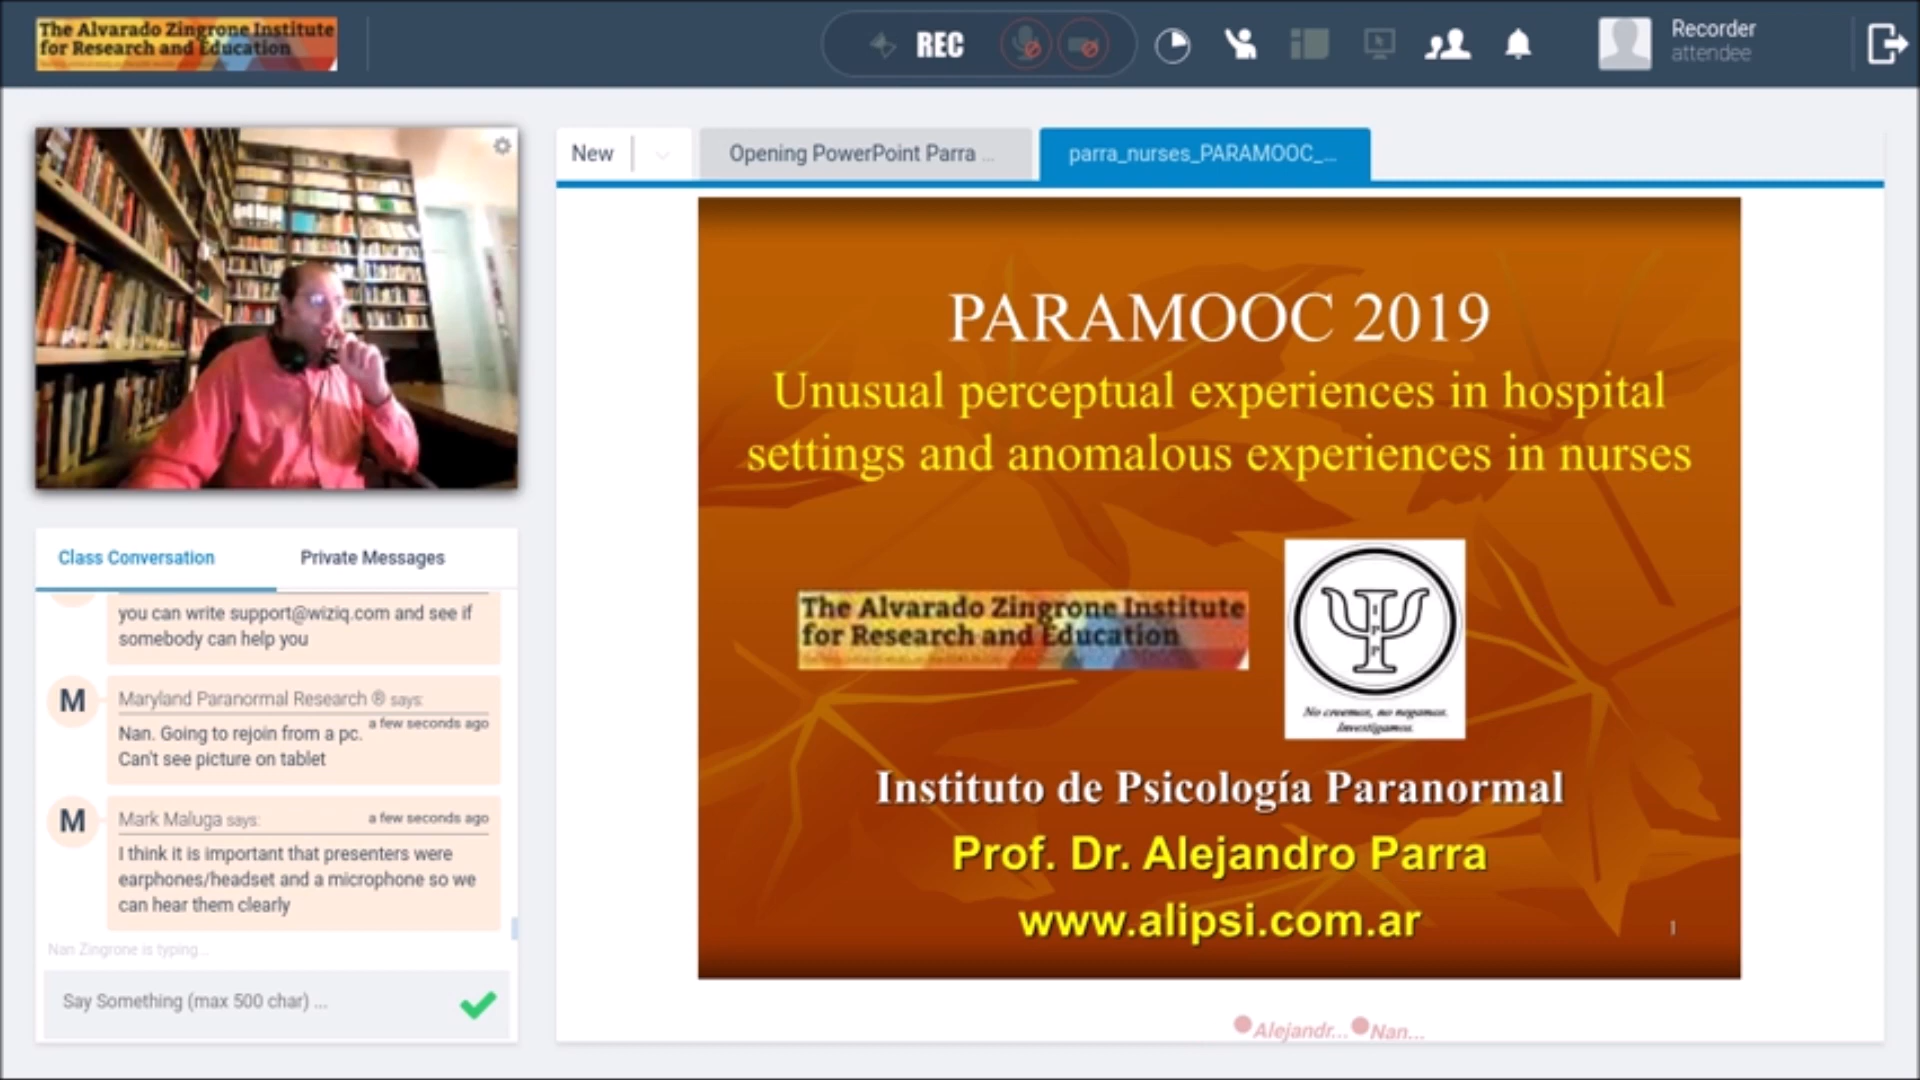 The Alvarado Zingrone Institute
for Research and Education
REC
Recorder
attendee
New
Opening PowerPoint Parra ...
parra_nurses_PARAMOOC_...
Class Conversation
Private Messages
you can write support@wiziq.com and see if
somebody can help you
M
Maryland Paranormal Research ® says:
a few seconds ago
Nan. Going to rejoin from a pc.
Can't see picture on tablet
M
Mark Maluga says:
a few seconds ago
I think it is important that presenters were
earphones/headset and a microphone so we
can hear them clearly
Nan Zingrone is typing...
Say Something (max 500 char) ...
PARAMOOC 2019
Unusual perceptual experiences in hospital
settings and anomalous experiences in nurses
The Alvarado Zingrone Institute
for Research and Education
I
P
P
No creemos, no negamos.
Investigamos.
Instituto de Psicología Paranormal
Prof. Dr. Alejandro Parra
www.alipsi.com.ar
1
Alejandr...
Nan...